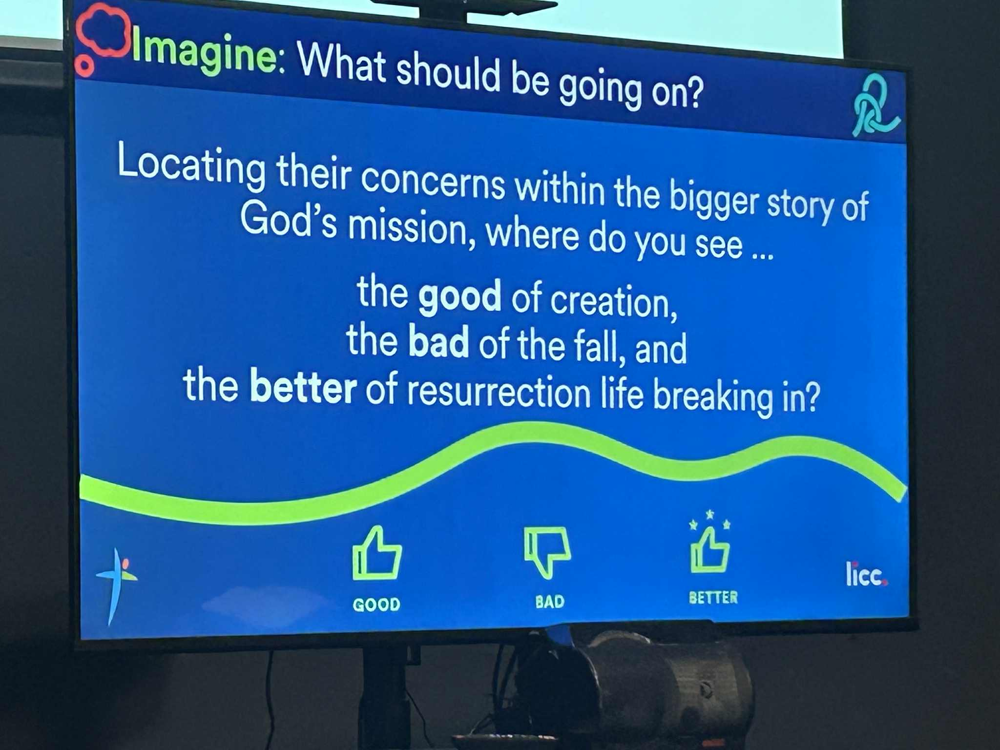 Imagine: What should be going on?
Locating their concerns within the bigger story of
God’s mission, where do you see ...
the good of creation,
the bad of the fall, and
the better of resurrection life breaking in?
GOOD
BAD
BETTER
licc.